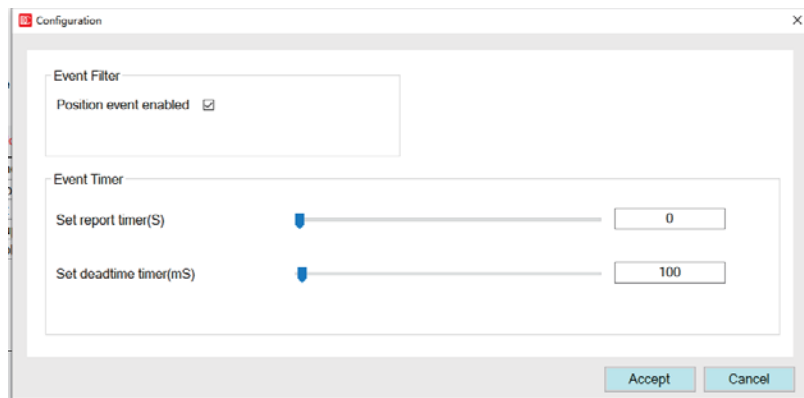 Configuration
Event Filter
Position event enabled
Event Timer
Set report timer(S)
0
Set deadtime timer(mS)
100
Accept
Cancel